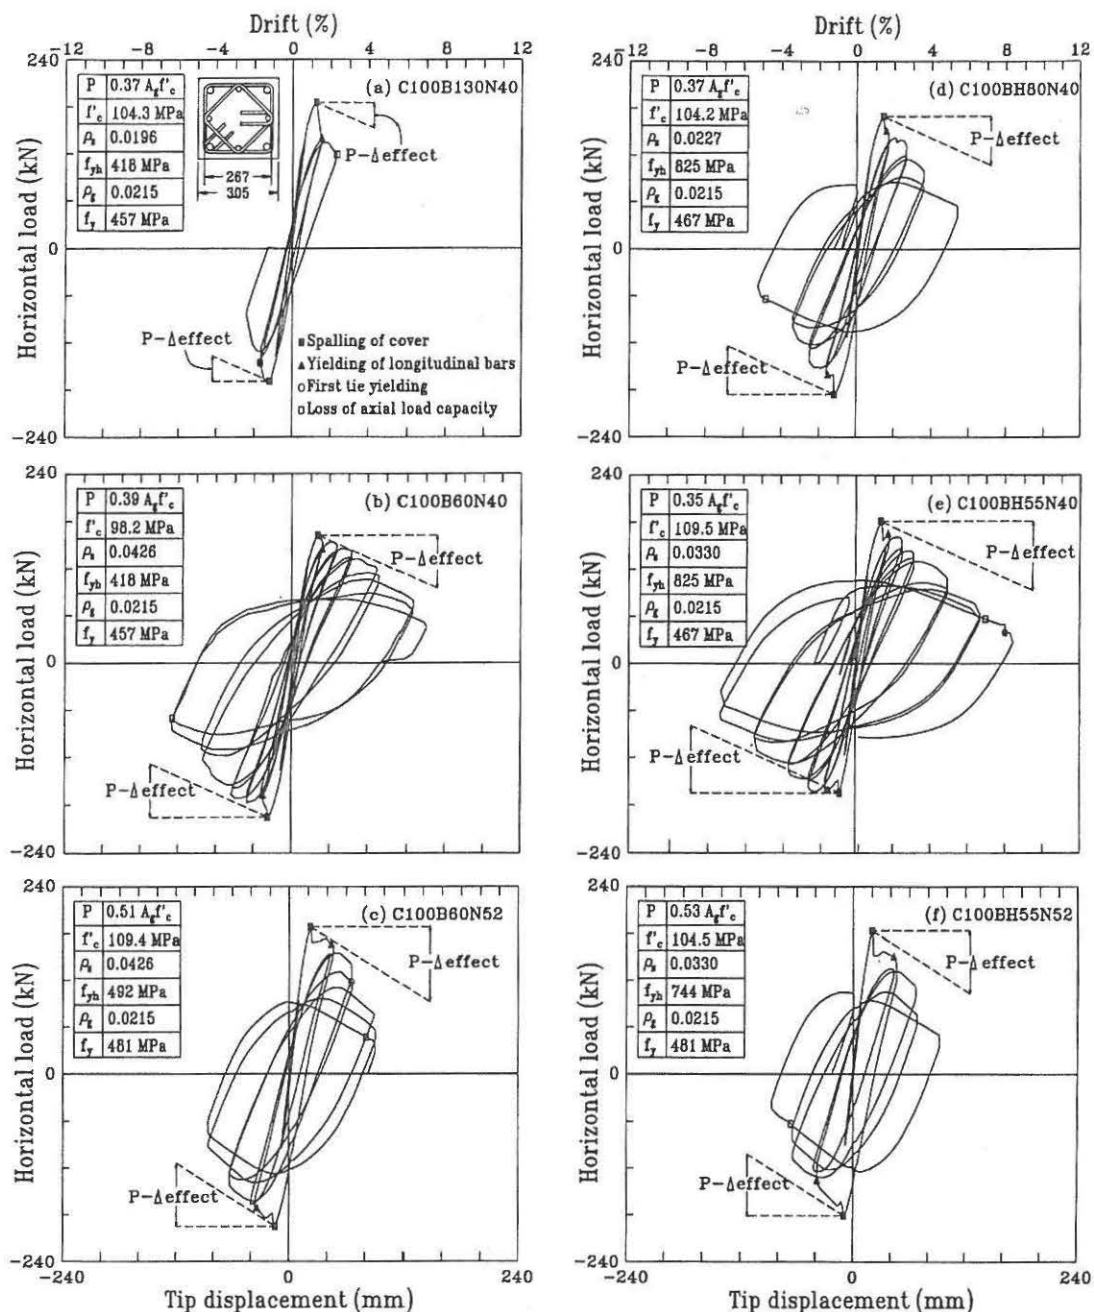 Drift (%)
-12 -8 -4 0 4 8 12
240
(a) C100B130N40
P 0.37 A_g f'_c
f'_c 104.3 MPa
ρ_s 0.0196
f_yh 418 MPa
ρ_g 0.0215
f_y 457 MPa
267
305
P-Δ effect
Horizontal load (kN)
0
P-Δ effect
▪ Spalling of cover
▲ Yielding of longitudinal bars
○ First tie yielding
□ Loss of axial load capacity
-240
Drift (%)
-12 -8 -4 0 4 8 12
240
(d) C100BH80N40
P 0.37 A_g f'_c
f'_c 104.2 MPa
ρ_s 0.0227
f_yh 825 MPa
ρ_g 0.0215
f_y 467 MPa
P-Δ effect
Horizontal load (kN)
0
P-Δ effect
-240
240
(b) C100B60N40
P 0.39 A_g f'_c
f'_c 98.2 MPa
ρ_s 0.0426
f_yh 418 MPa
ρ_g 0.0215
f_y 457 MPa
P-Δ effect
Horizontal load (kN)
0
P-Δ effect
-240
240
(e) C100BH55N40
P 0.35 A_g f'_c
f'_c 109.5 MPa
ρ_s 0.0330
f_yh 825 MPa
ρ_g 0.0215
f_y 467 MPa
P-Δ effect
Horizontal load (kN)
0
P-Δ effect
-240
240
(c) C100B60N52
P 0.51 A_g f'_c
f'_c 109.4 MPa
ρ_s 0.0426
f_yh 492 MPa
ρ_g 0.0215
f_y 481 MPa
P-Δ effect
Horizontal load (kN)
0
P-Δ effect
-240
-240 0 240
Tip displacement (mm)
240
(f) C100BH55N52
P 0.53 A_g f'_c
f'_c 104.5 MPa
ρ_s 0.0330
f_yh 744 MPa
ρ_g 0.0215
f_y 481 MPa
P-Δ effect
Horizontal load (kN)
0
P-Δ effect
-240
-240 0 240
Tip displacement (mm)